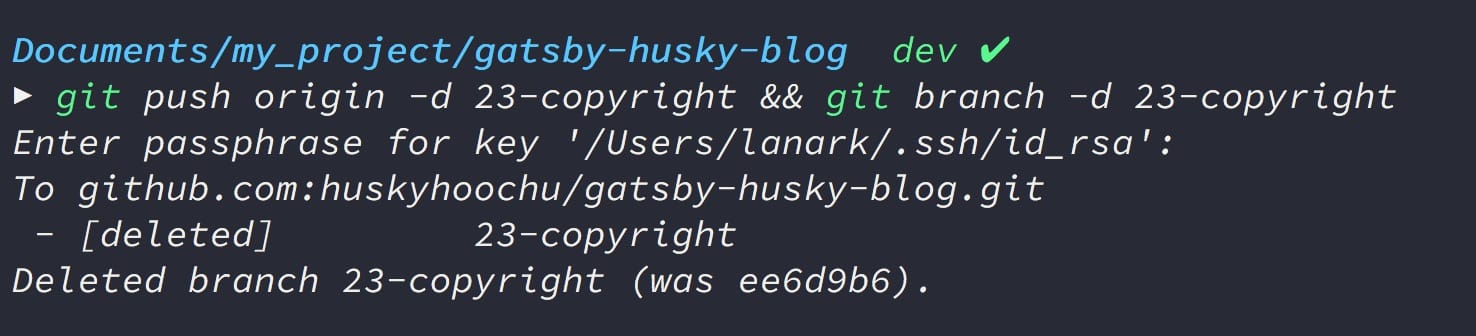 Documents/my_project/gatsby-husky-blog  dev ✔
▶ git push origin -d 23-copyright && git branch -d 23-copyright
Enter passphrase for key '/Users/lanark/.ssh/id_rsa':
To github.com:huskyhoochu/gatsby-husky-blog.git
 - [deleted]         23-copyright
Deleted branch 23-copyright (was ee6d9b6).